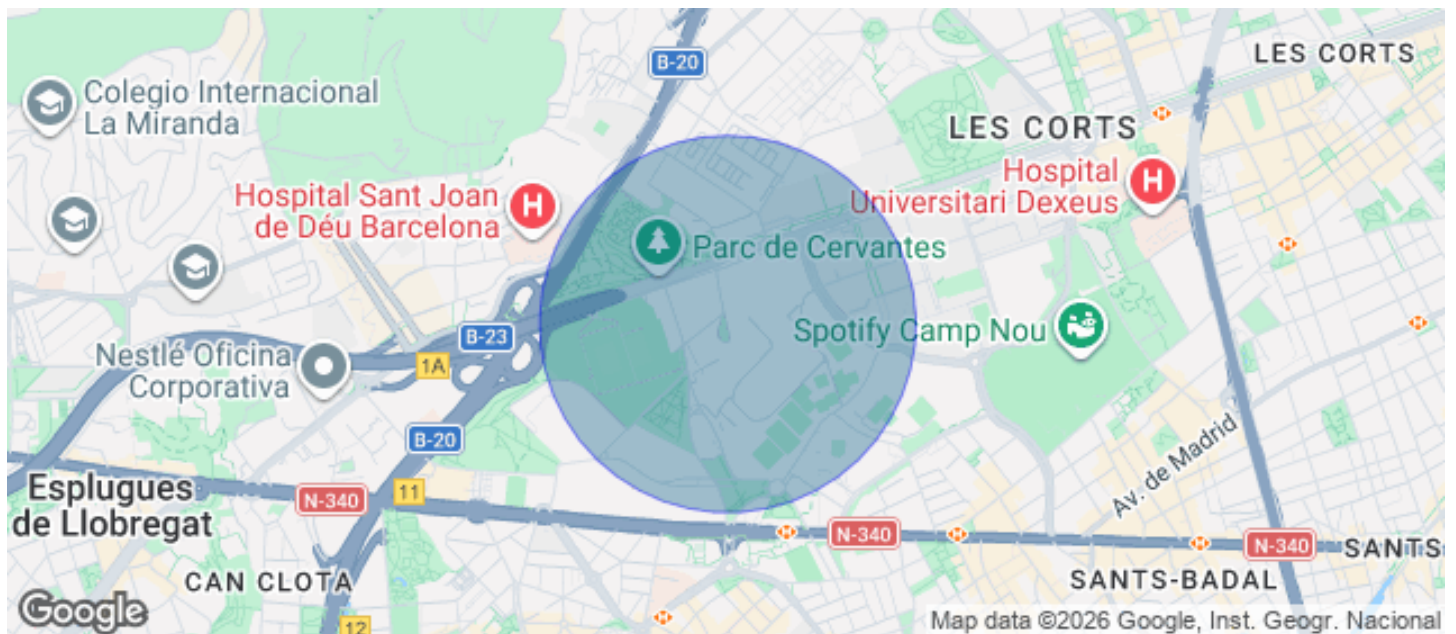 B-20
LES CORTS
Colegio Internacional
La Miranda
LES CORTS
Hospital
Universitari Dexeus
H
Hospital Sant Joan
de Déu Barcelona
H
Parc de Cervantes
Spotify Camp Nou
B-23
1A
Nestlé Oficina
Corporativa
B-20
Av. de Madrid
Esplugues
de Llobregat
N-340
11
N-340
N-340
SANTS
CAN CLOTA
SANTS-BADAL
Google
12
Map data ©2026 Google, Inst. Geogr. Nacional